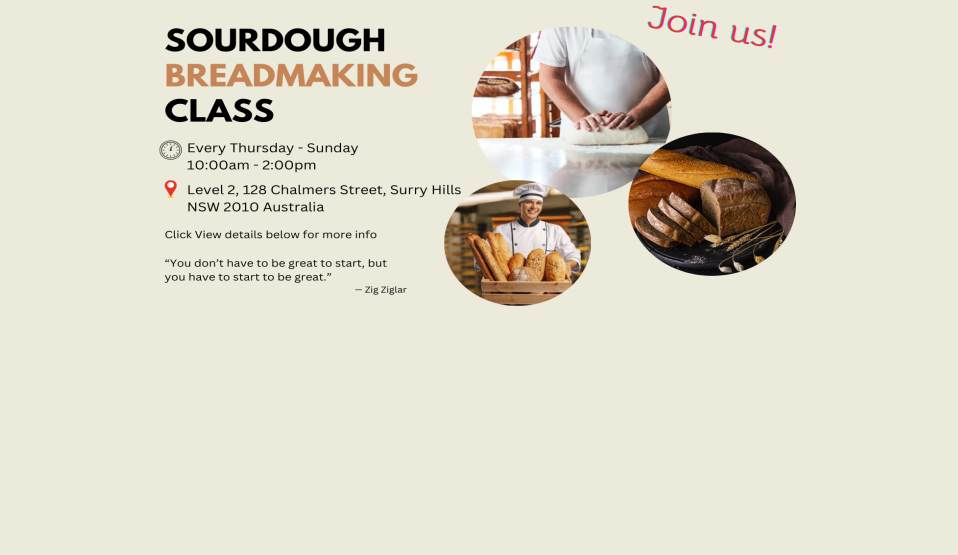 Join us!
SOURDOUGH
BREADMAKING
CLASS
Every Thursday - Sunday
10:00am - 2:00pm
Level 2, 128 Chalmers Street, Surry Hills
NSW 2010 Australia
Click View details below for more info
“You don’t have to be great to start, but
you have to start to be great.”
— Zig Ziglar